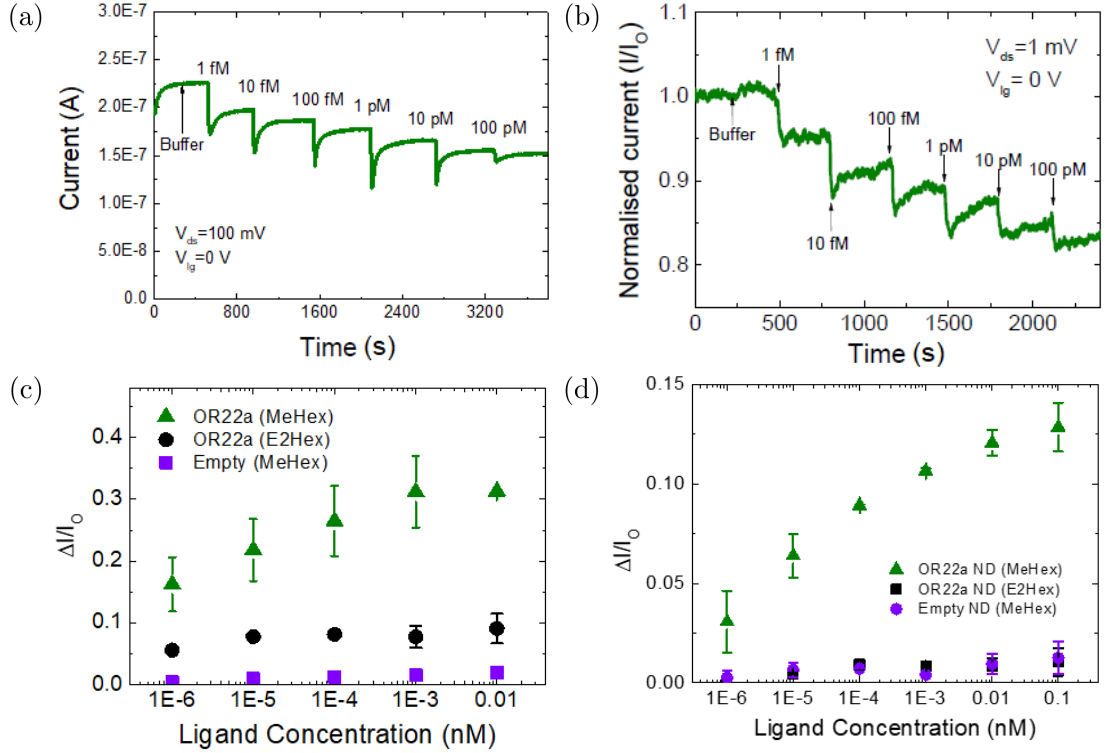 (a)
Current (A)
3.0E-7
2.5E-7
2.0E-7
1.5E-7
1.0E-7
5.0E-8
0.0
1 fM
10 fM
100 fM
1 pM
10 pM
100 pM
Buffer
V_ds=100 mV
V_lg=0 V
0 800 1600 2400 3200
Time (s)
(b)
Normalised current (I/I_O)
1.1
1.0
0.9
0.8
1 fM
V_ds=1 mV
V_lg=0 V
Buffer
100 fM
1 pM
10 pM
100 pM
10 fM
0 500 1000 1500 2000
Time (s)
(c)
ΔI/I_O
0.4
0.3
0.2
0.1
0.0
OR22a (MeHex)
OR22a (E2Hex)
Empty (MeHex)
1E-6 1E-5 1E-4 1E-3 0.01
Ligand Concentration (nM)
(d)
ΔI/I_O
0.15
0.10
0.05
0.00
OR22a ND (MeHex)
OR22a ND (E2Hex)
Empty ND (MeHex)
1E-6 1E-5 1E-4 1E-3 0.01 0.1
Ligand Concentration (nM)